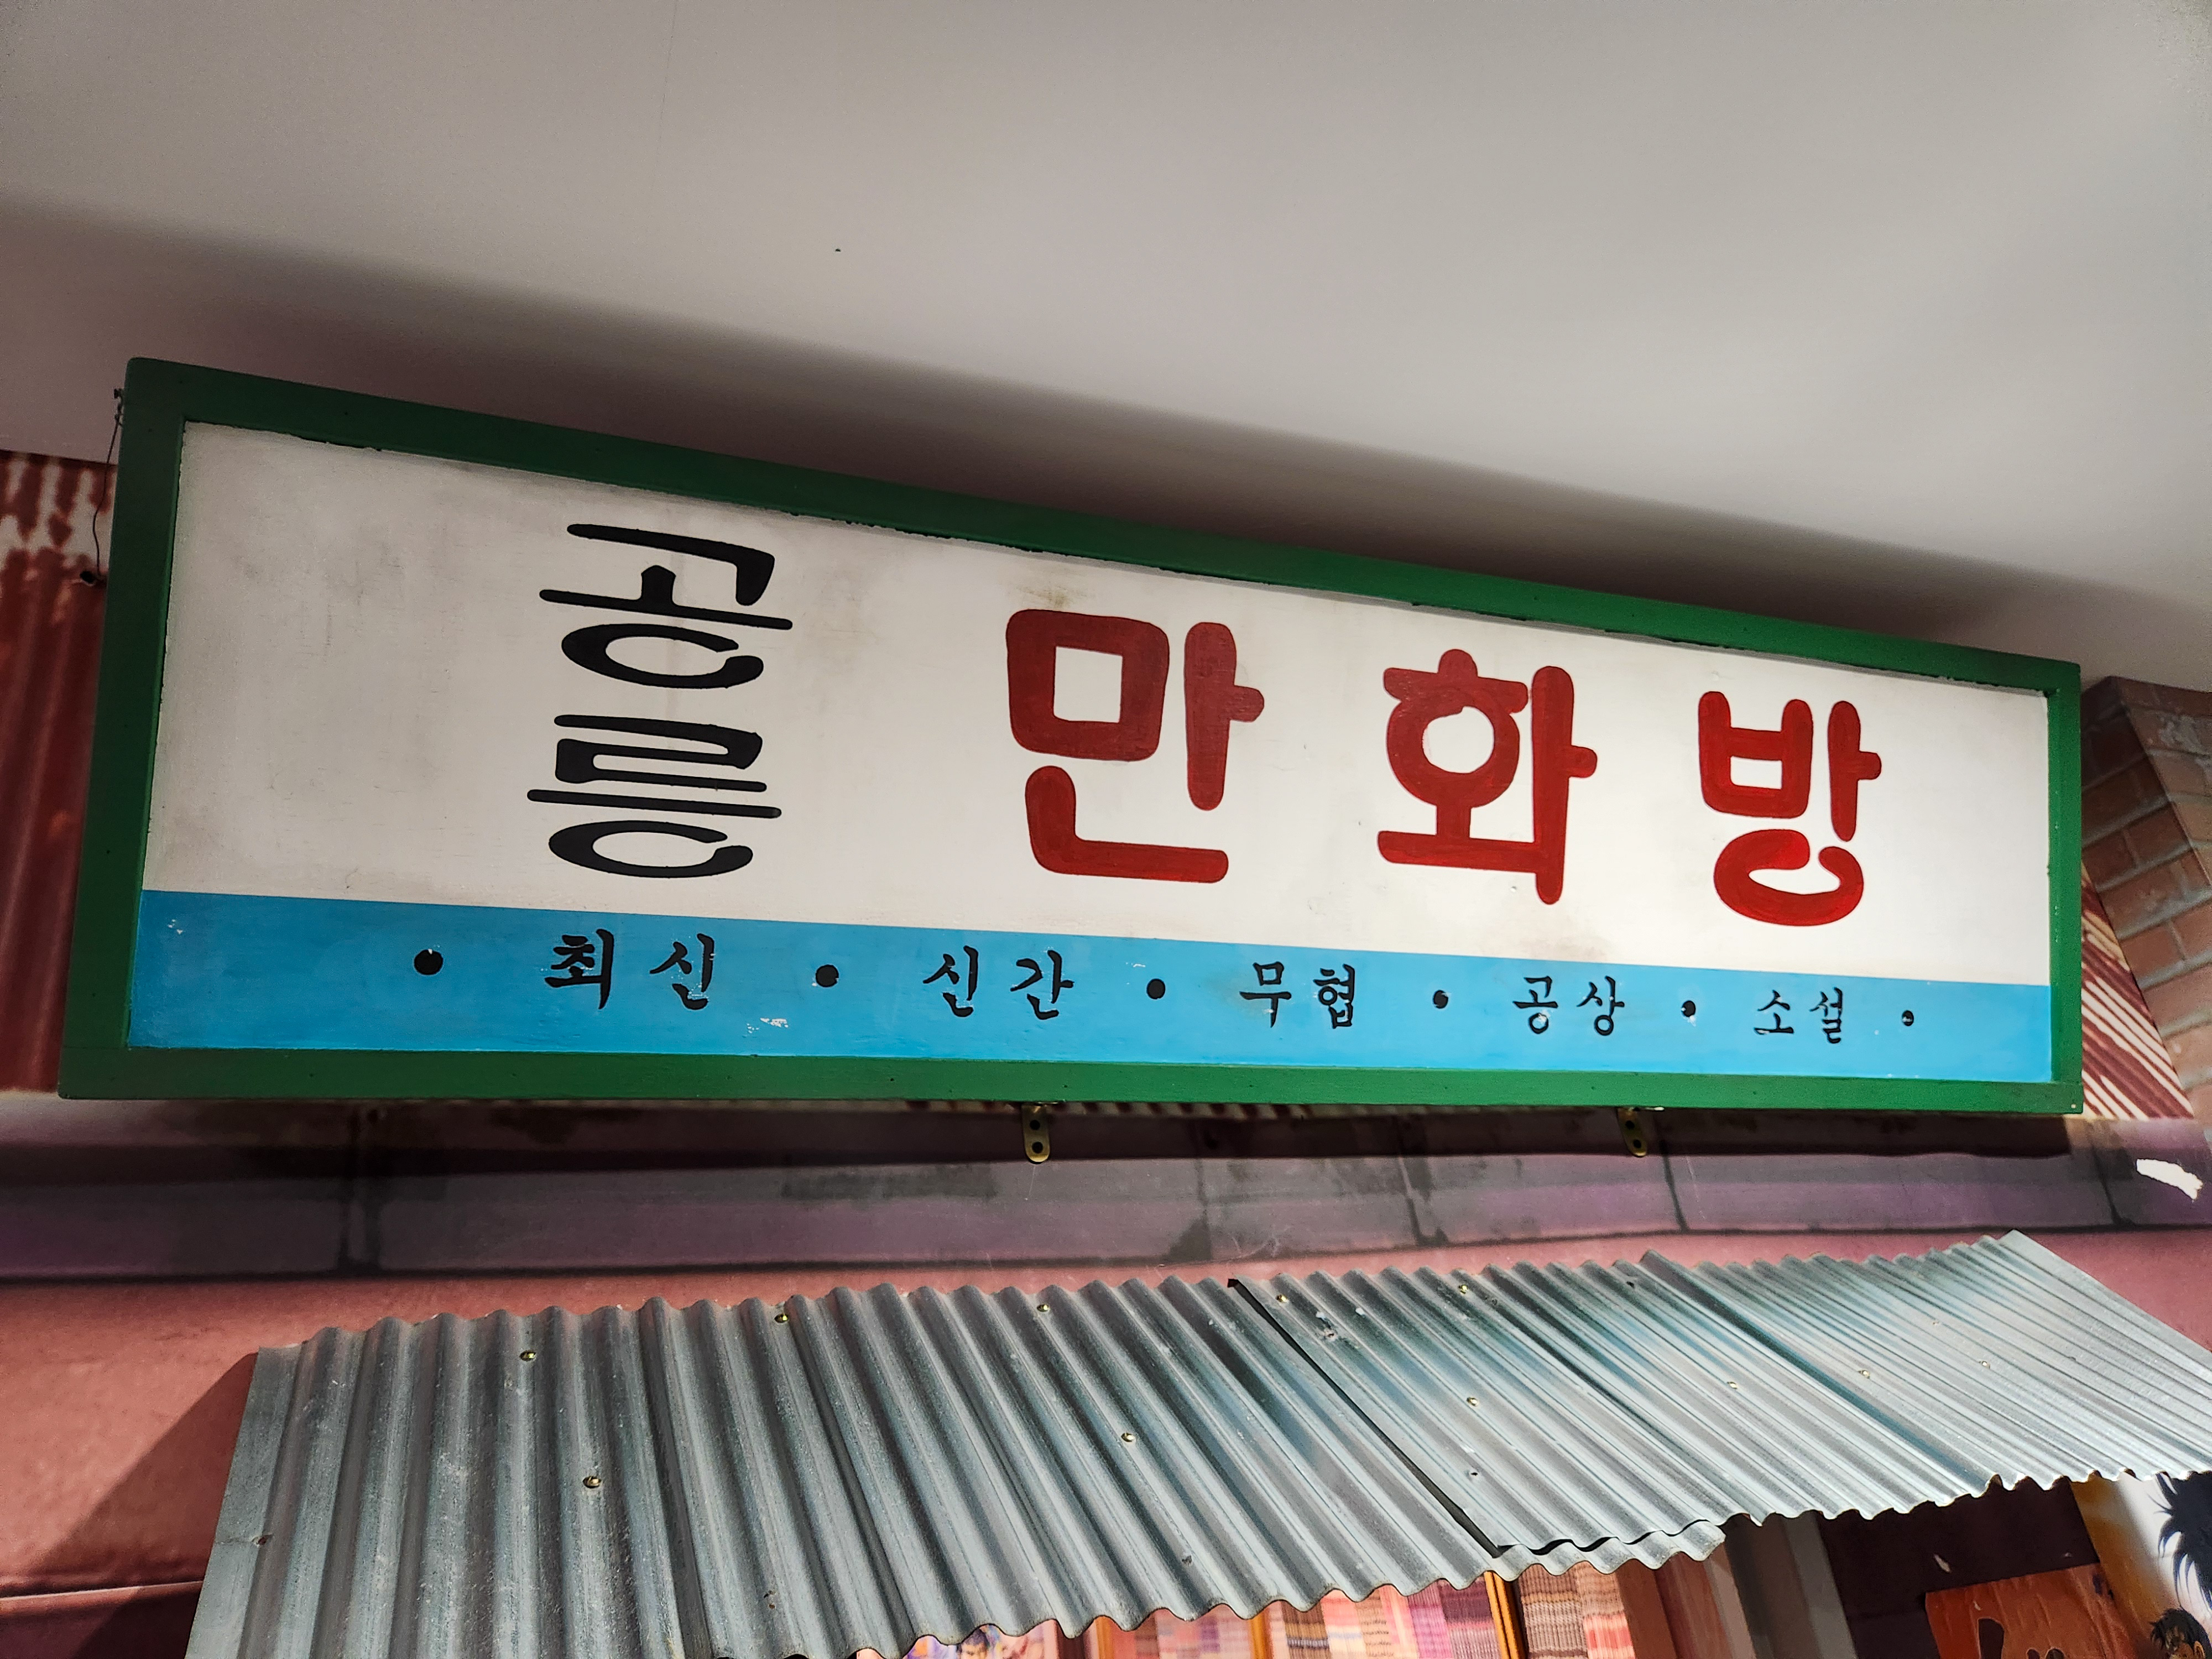 공릉 만화방
• 최신 • 신간 • 무협 • 공상 • 소설 •